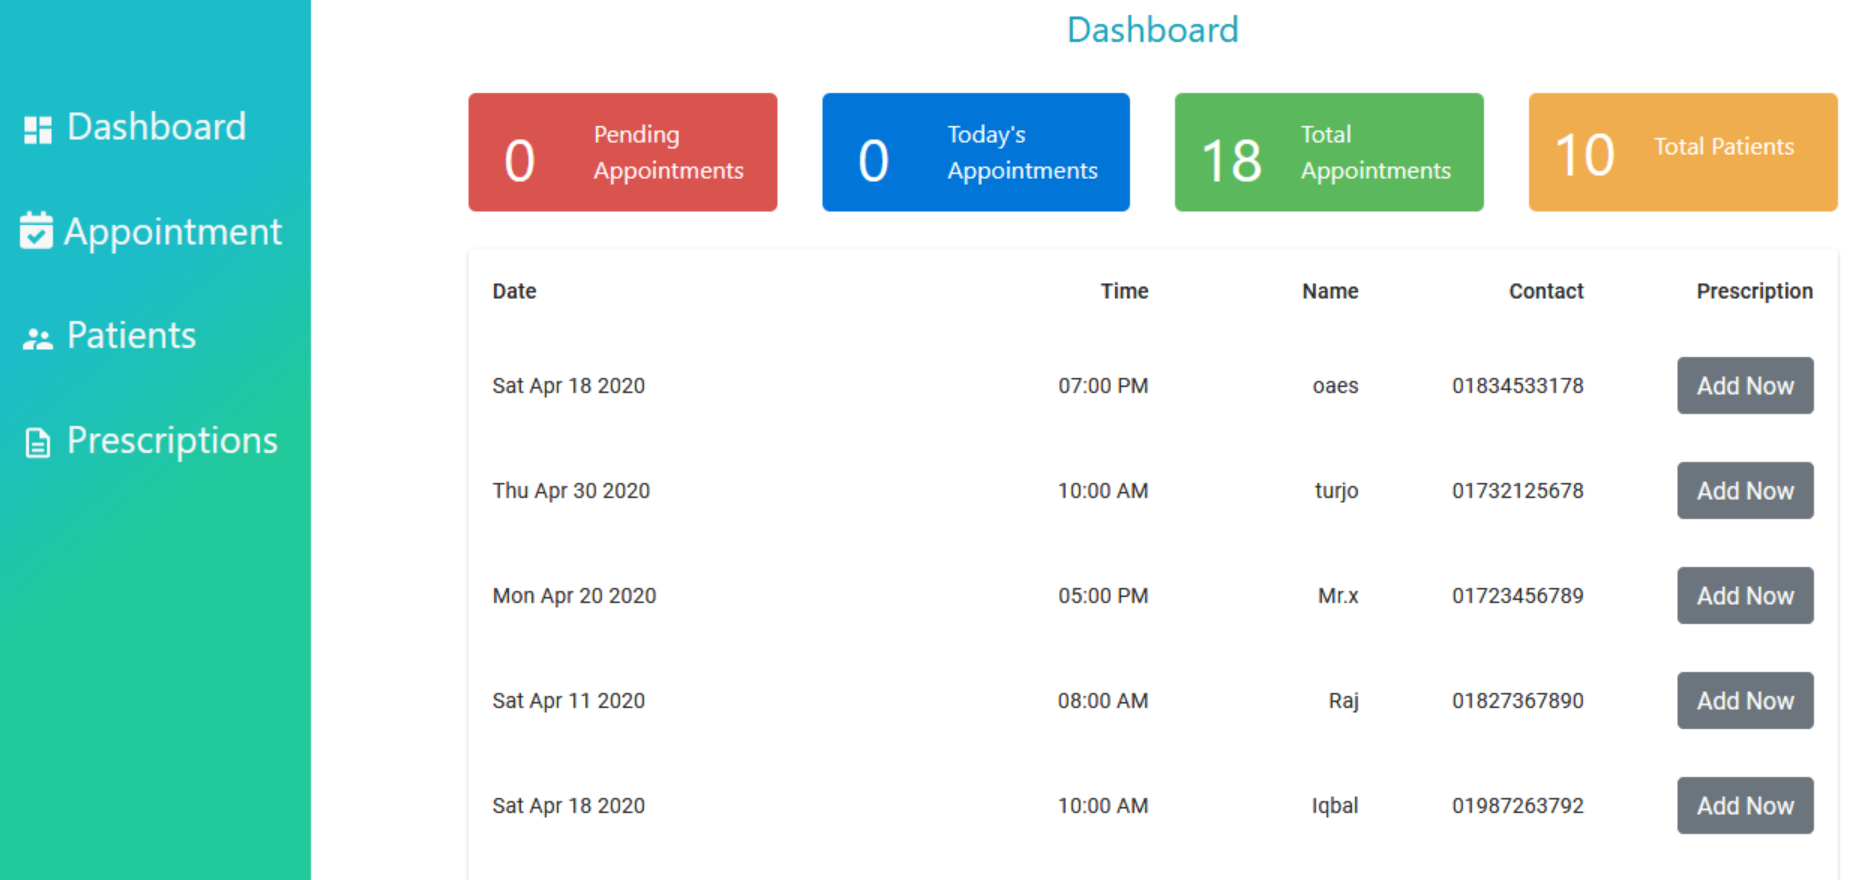 Dashboard
Appointment
Patients
Prescriptions
Dashboard
0 Pending Appointments
0 Today's Appointments
18 Total Appointments
10 Total Patients
Date Time Name Contact Prescription
Sat Apr 18 2020 07:00 PM oaes 01834533178 Add Now
Thu Apr 30 2020 10:00 AM turjo 01732125678 Add Now
Mon Apr 20 2020 05:00 PM Mr.x 01723456789 Add Now
Sat Apr 11 2020 08:00 AM Raj 01827367890 Add Now
Sat Apr 18 2020 10:00 AM Iqbal 01987263792 Add Now